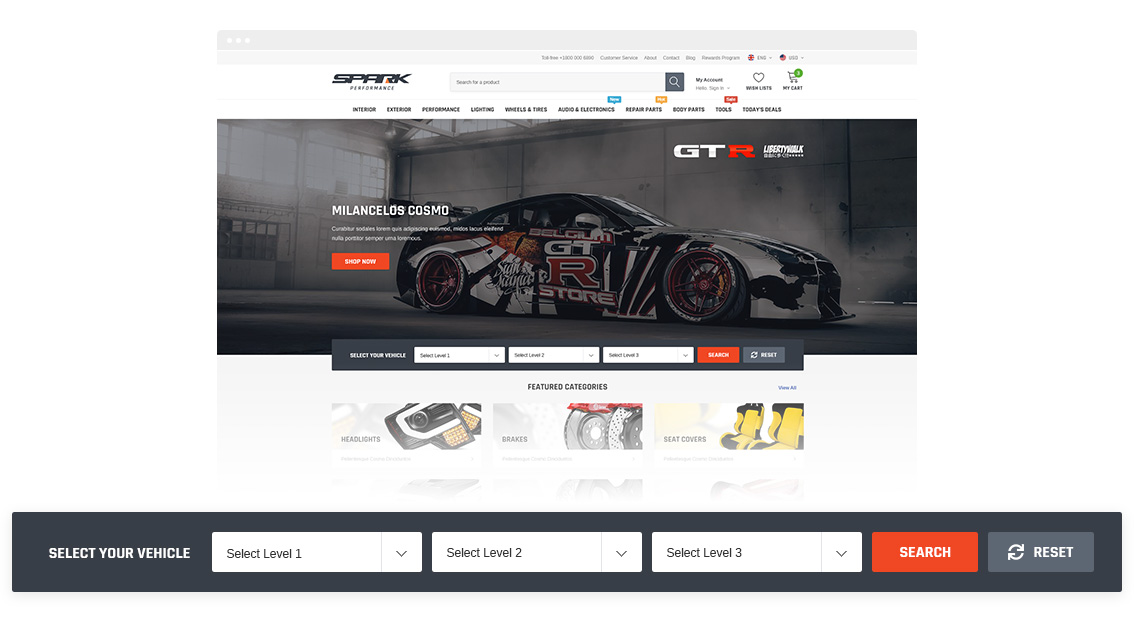 Toll-free +1800 000 6890 Customer Service About Contact Blog Rewards Program ENG USD
SPARK
PERFORMANCE
Search for a product
My Account
Hello. Sign In
WISH LISTS
MY CART
New Hot Sale
INTERIOR EXTERIOR PERFORMANCE LIGHTING WHEELS & TIRES AUDIO & ELECTRONICS REPAIR PARTS BODY PARTS TOOLS TODAY'S DEALS
GTR LIBERTYWALK
MILANCELOS COSMO
Curabitur sodales lorem quis adipiscing euismod, midos lacus eleifend
nulla porttitor semper urna loremous.
SHOP NOW
BELGIUM
GT
R
STORE
SELECT YOUR VEHICLE Select Level 1 Select Level 2 Select Level 3 SEARCH RESET
FEATURED CATEGORIES
View All
HEADLIGHTS BRAKES SEAT COVERS
SELECT YOUR VEHICLE Select Level 1 Select Level 2 Select Level 3 SEARCH RESET